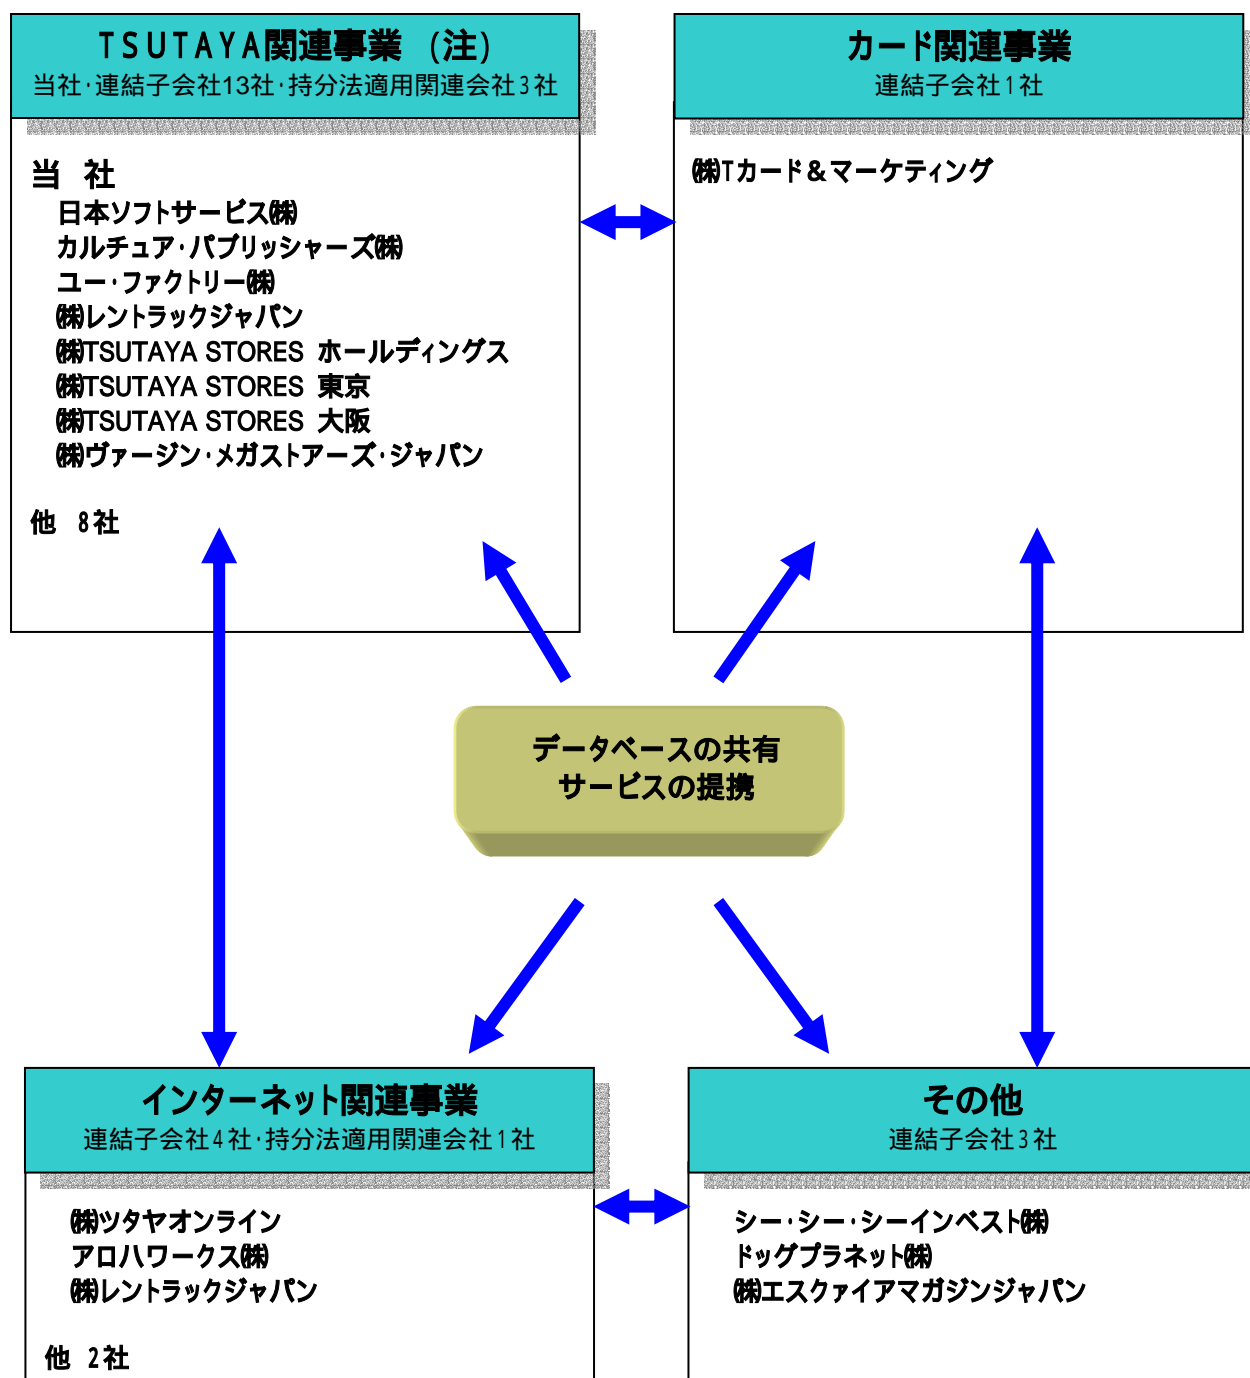 TSUTAYA関連事業 (注)
当社・連結子会社13社・持分法適用関連会社3社
当 社
日本ソフトサービス㈱
カルチュア・パブリッシャーズ㈱
ユー・ファクトリー㈱
㈱レントラックジャパン
㈱TSUTAYA STORES ホールディングス
㈱TSUTAYA STORES 東京
㈱TSUTAYA STORES 大阪
㈱ヴァージン・メガストアーズ・ジャパン
他 8社
カード関連事業
連結子会社1社
㈱Tカード&マーケティング
データベースの共有
サービスの提携
インターネット関連事業
連結子会社4社・持分法適用関連会社1社
㈱ツタヤオンライン
アロハワークス㈱
㈱レントラックジャパン
他 2社
その他
連結子会社3社
シー・シー・シーインベスト㈱
ドッグプラネット㈱
㈱エスクァイアマガジンジャパン